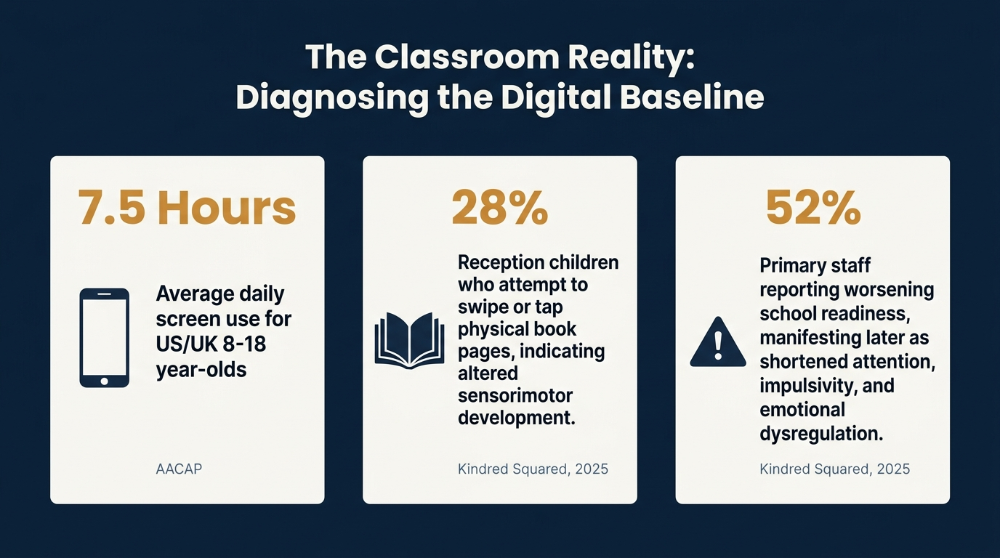 The Classroom Reality:
Diagnosing the Digital Baseline
7.5 Hours
Average daily
screen use for
US/UK 8-18
year-olds
AACAP
28%
Reception children
who attempt to
swipe or tap
physical book
pages, indicating
altered
sensorimotor
development.
Kindred Squared, 2025
52%
Primary staff
reporting worsening
school readiness,
manifesting later as
shortened attention,
impulsivity, and
emotional
dysregulation.
Kindred Squared, 2025